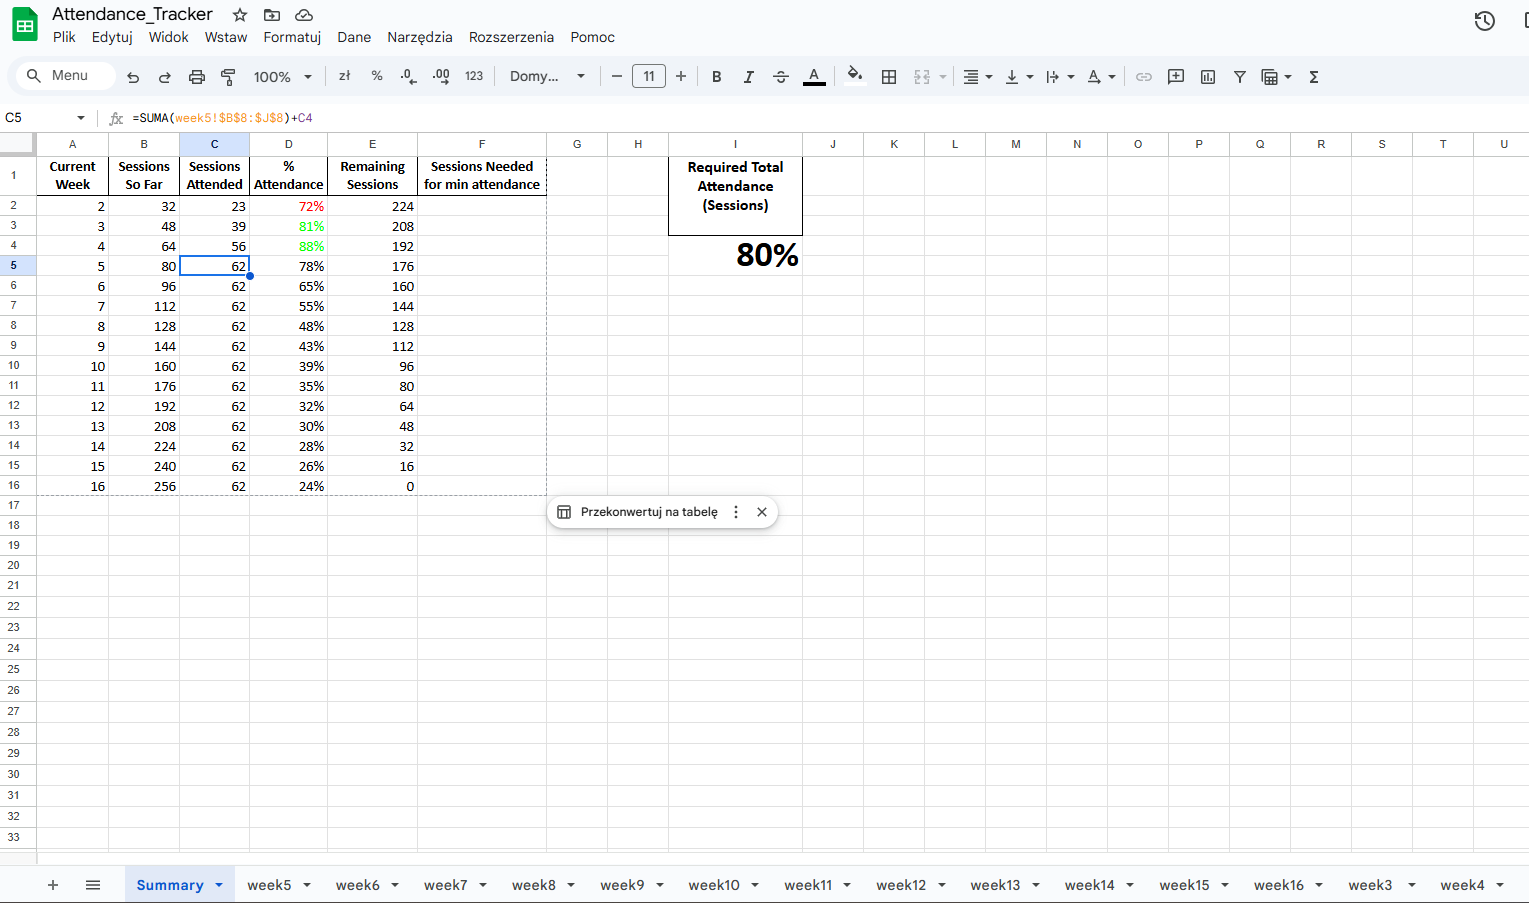 Attendance_Tracker
Plik Edytuj Widok Wstaw Formatuj Dane Narzędzia Rozszerzenia Pomoc
Menu 100% zł % .0 .00 123 Domy... − 11 + B I S A A Σ
C5 fx =SUMA(week5!$B$8:$J$8)+C4
A B C D E F G H I J K L M N O P Q R S T U
1 Current Week Sessions So Far Sessions Attended % Attendance Remaining Sessions Sessions Needed for min attendance Required Total Attendance (Sessions)
2 2 32 23 72% 224
3 3 48 39 81% 208
4 4 64 56 88% 192 80%
5 5 80 62 78% 176
6 6 96 62 65% 160
7 7 112 62 55% 144
8 8 128 62 48% 128
9 9 144 62 43% 112
10 10 160 62 39% 96
11 11 176 62 35% 80
12 12 192 62 32% 64
13 13 208 62 30% 48
14 14 224 62 28% 32
15 15 240 62 26% 16
16 16 256 62 24% 0
17 Przekonwertuj na tabelę
18
19
20
21
22
23
24
25
26
27
28
29
30
31
32
33
+ Summary week5 week6 week7 week8 week9 week10 week11 week12 week13 week14 week15 week16 week3 week4